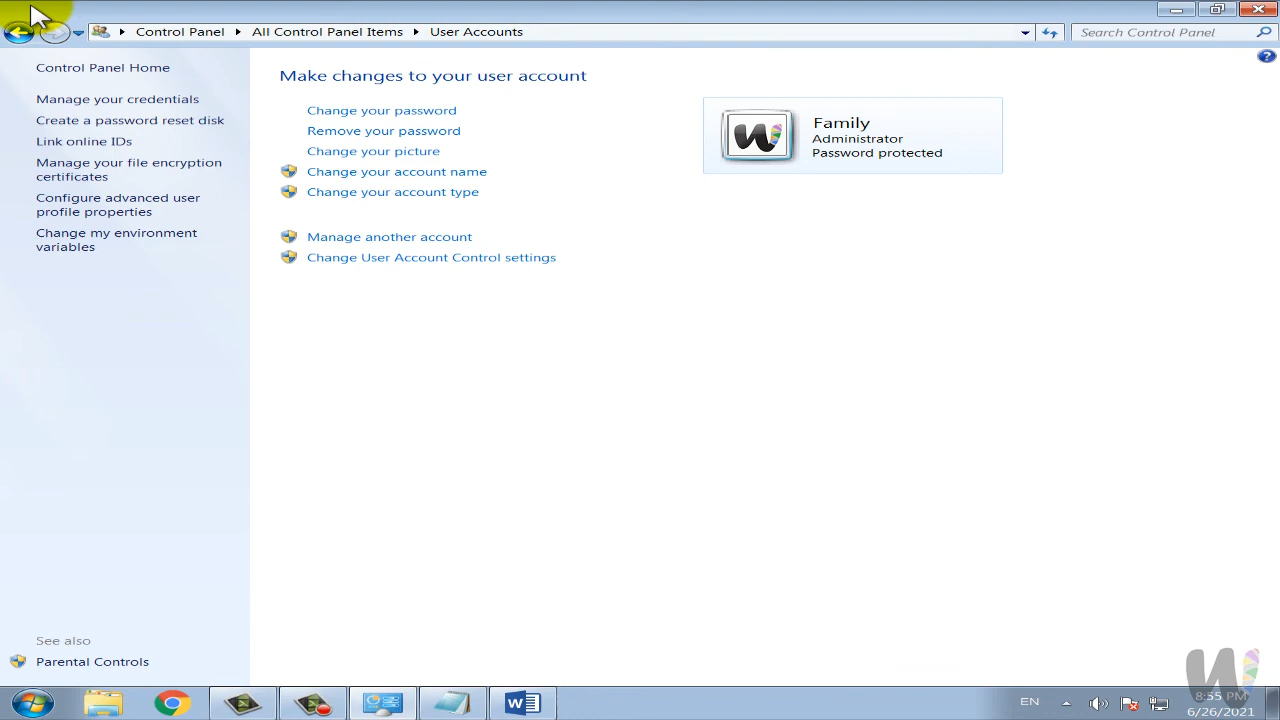 Control Panel All Control Panel Items User Accounts
Search Control Panel
Control Panel Home
Manage your credentials
Create a password reset disk
Link online IDs
Manage your file encryption
certificates
Configure advanced user
profile properties
Change my environment
variables
See also
Parental Controls
Make changes to your user account
Change your password
Remove your password
Change your picture
Change your account name
Change your account type
Manage another account
Change User Account Control settings
Family
Administrator
Password protected
EN
8:55 PM
6/26/2021